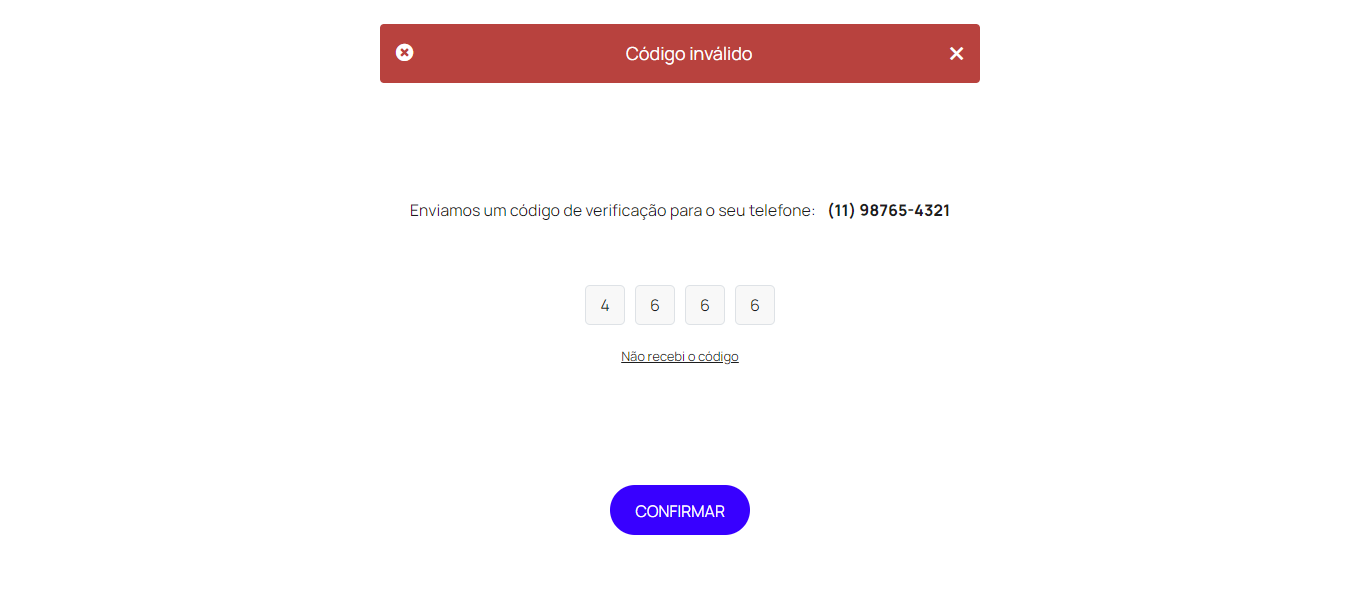 Código inválido
Enviamos um código de verificação para o seu telefone: (11) 98765-4321
4 6 6 6
Não recebi o código
CONFIRMAR